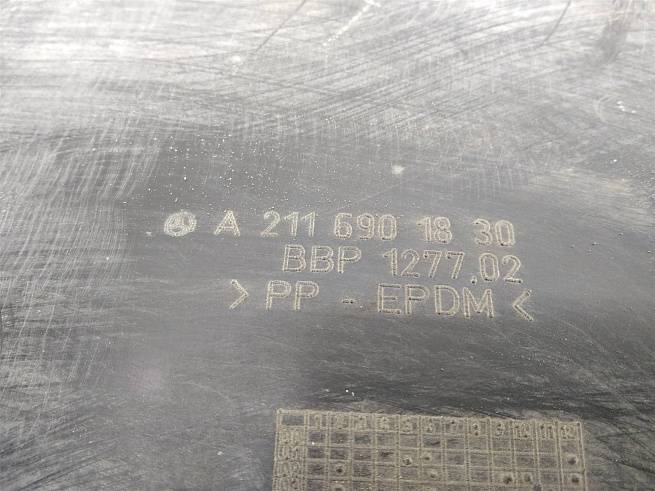 A 211 690 18 30
BBP 1277.02
> PP - EPDM <